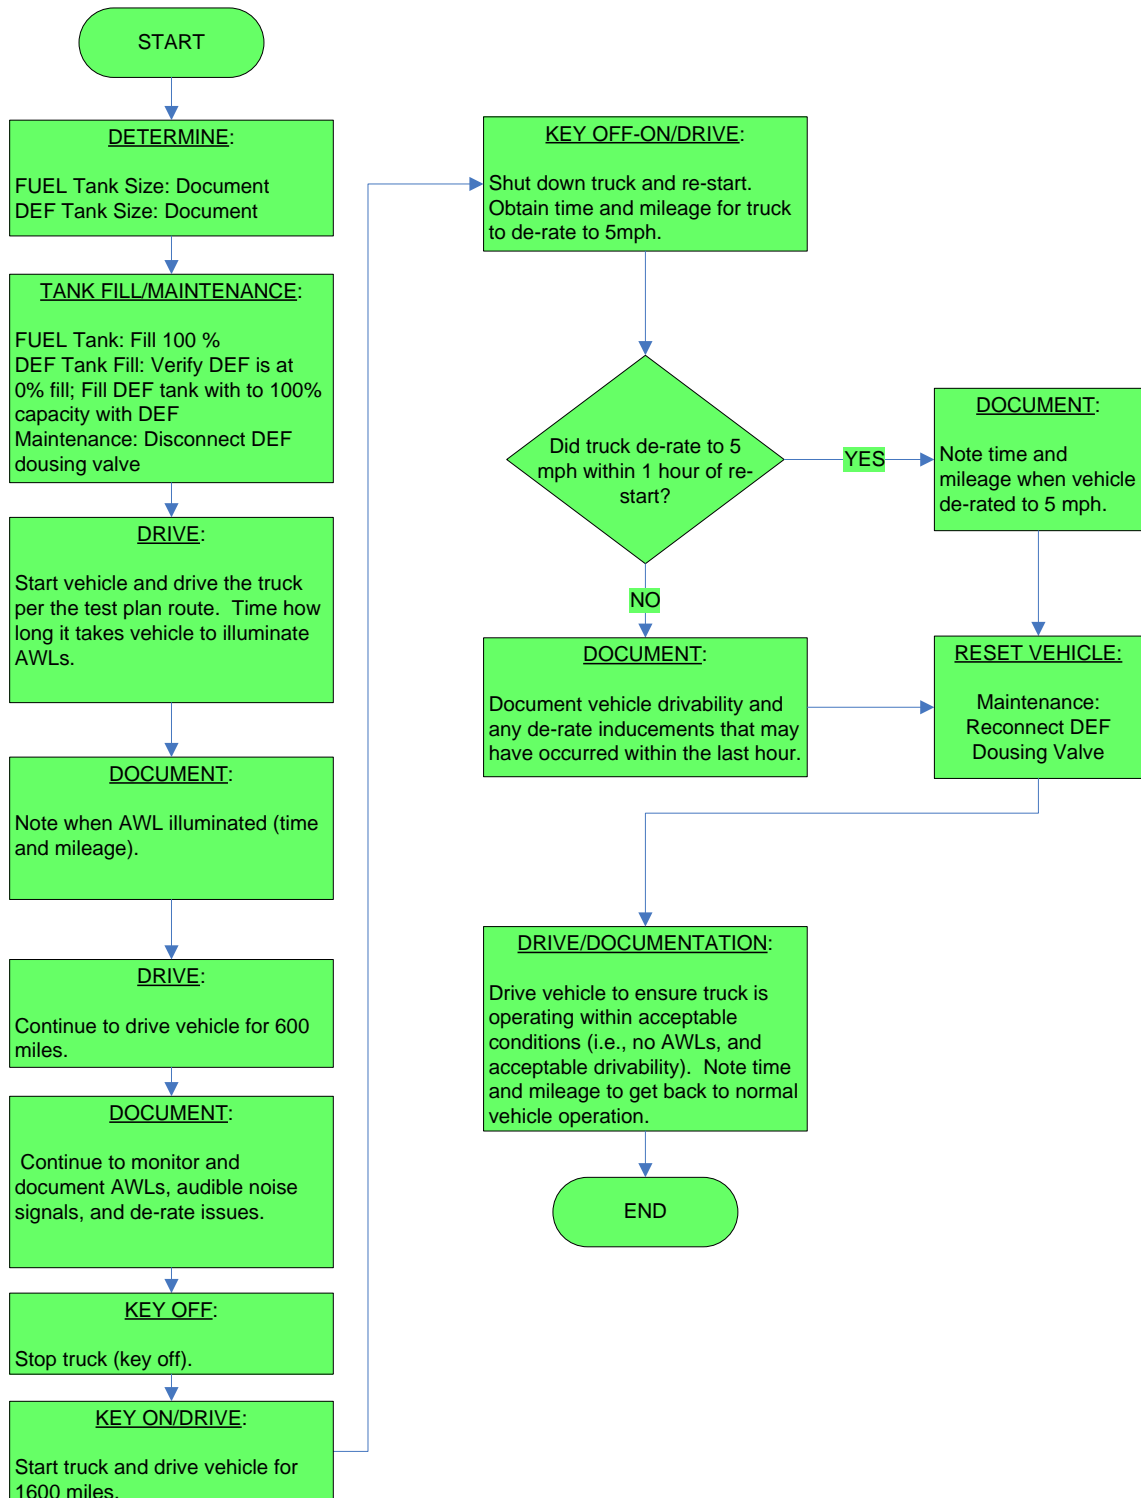 START
DETERMINE:
FUEL Tank Size: Document
DEF Tank Size: Document
TANK FILL/MAINTENANCE:
FUEL Tank: Fill 100 %
DEF Tank Fill: Verify DEF is at
0% fill; Fill DEF tank with to 100%
capacity with DEF
Maintenance: Disconnect DEF
dousing valve
DRIVE:
Start vehicle and drive the truck
per the test plan route. Time how
long it takes vehicle to illuminate
AWLs.
DOCUMENT:
Note when AWL illuminated (time
and mileage).
DRIVE:
Continue to drive vehicle for 600
miles.
DOCUMENT:
Continue to monitor and
document AWLs, audible noise
signals, and de-rate issues.
KEY OFF:
Stop truck (key off).
KEY ON/DRIVE:
Start truck and drive vehicle for
1600 miles.
KEY OFF-ON/DRIVE:
Shut down truck and re-start.
Obtain time and mileage for truck
to de-rate to 5mph.
Did truck de-rate to 5
mph within 1 hour of re-
start?
YES
DOCUMENT:
Note time and
mileage when vehicle
de-rated to 5 mph.
NO
DOCUMENT:
Document vehicle drivability and
any de-rate inducements that may
have occurred within the last hour.
RESET VEHICLE:
Maintenance:
Reconnect DEF
Dousing Valve
DRIVE/DOCUMENTATION:
Drive vehicle to ensure truck is
operating within acceptable
conditions (i.e., no AWLs, and
acceptable drivability). Note time
and mileage to get back to normal
vehicle operation.
END